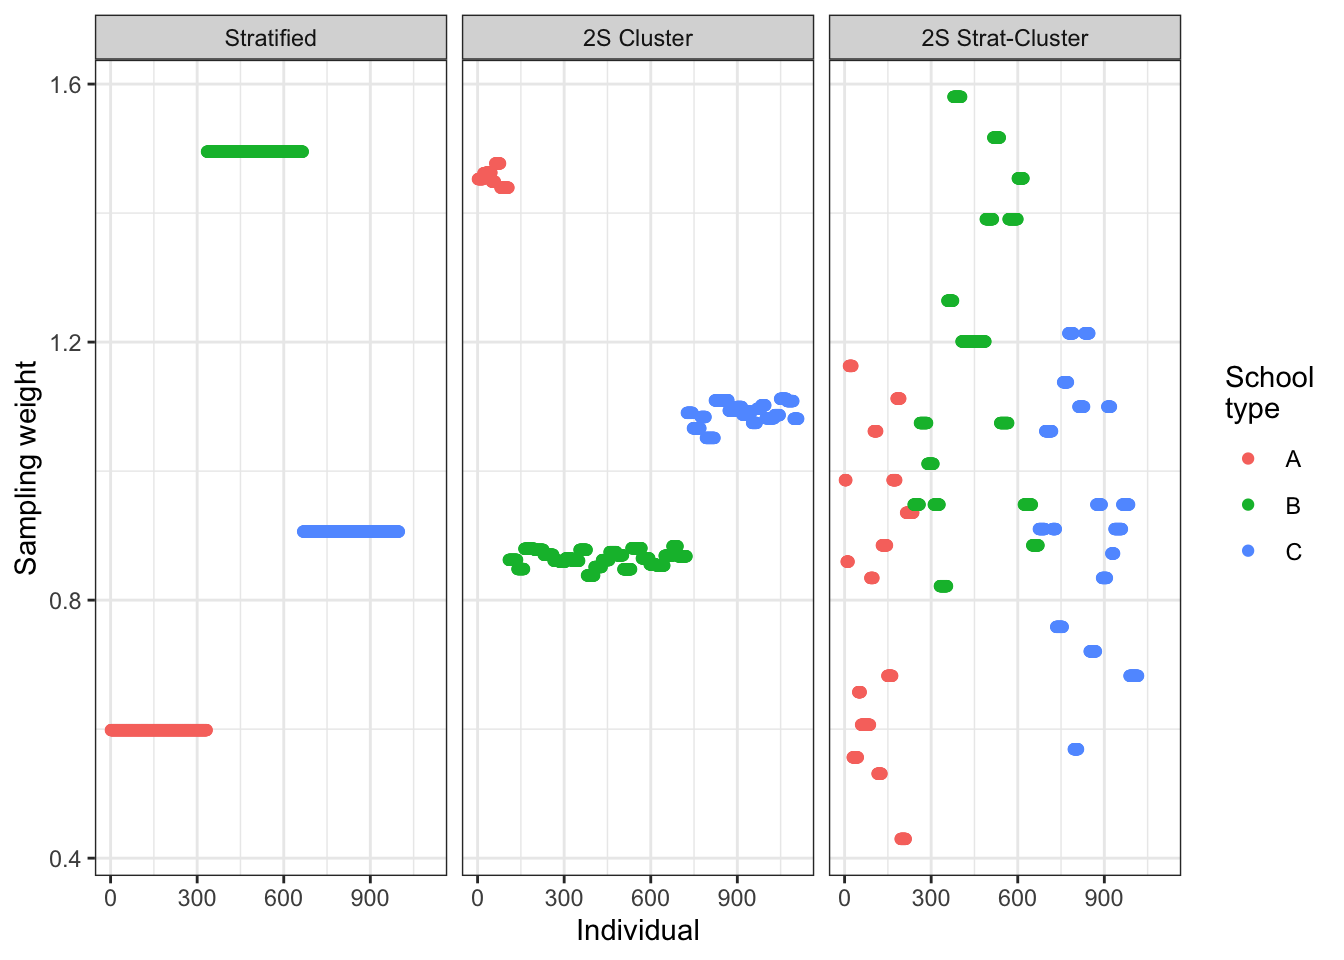 Stratified
2S Cluster
2S Strat-Cluster
1.6
1.2
0.8
0.4
Sampling weight
0 300 600 900
0 300 600 900
0 300 600 900
Individual
School
type
A
B
C